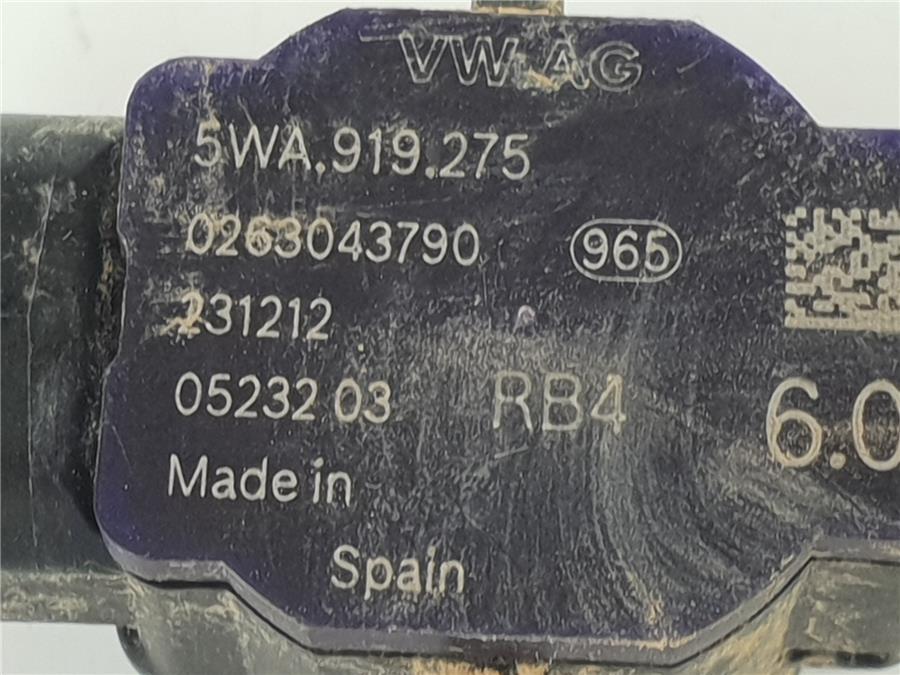 VW AG
5WA.919.275
0263043790 965
231212
05232 03 RB4 6.0
Made in
Spain